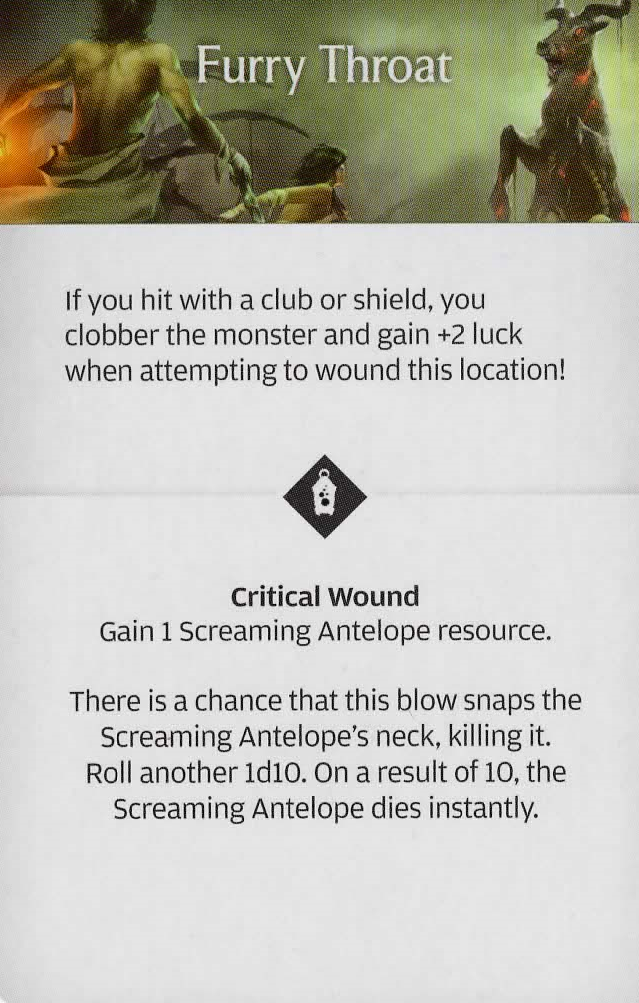 Furry Throat
If you hit with a club or shield, you
clobber the monster and gain +2 luck
when attempting to wound this location!
Critical Wound
Gain 1 Screaming Antelope resource.
There is a chance that this blow snaps the
Screaming Antelope's neck, killing it.
Roll another 1d10. On a result of 10, the
Screaming Antelope dies instantly.